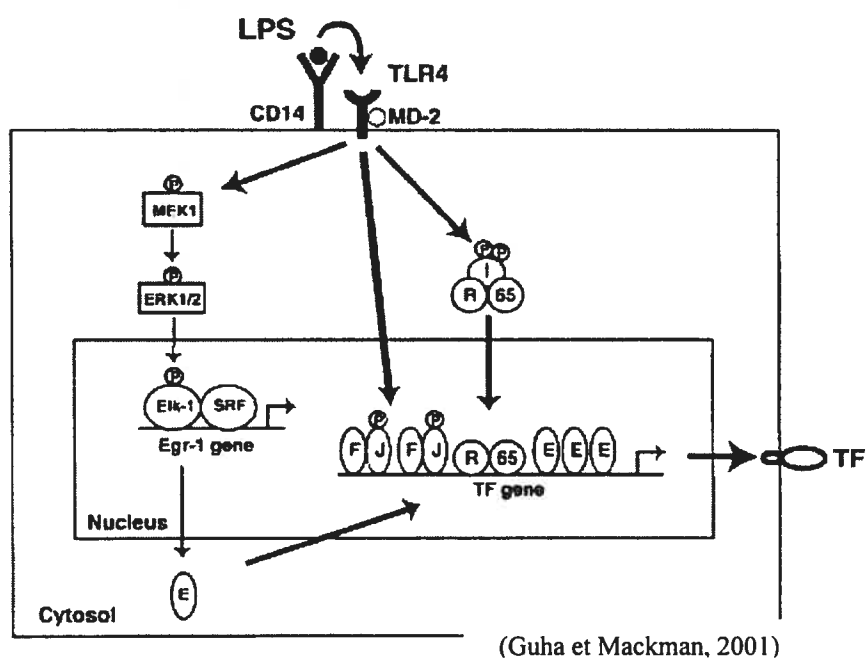 LPS
TLR4
CD14
MD-2
P
MEK1
P
ERK1/2
P P
I
R 65
P
Elk-1 SRF
Egr-1 gene
P P
F J F J R 65 E E E
TF gene
TF
Nucleus
E
Cytosol
(Guha et Mackman, 2001)